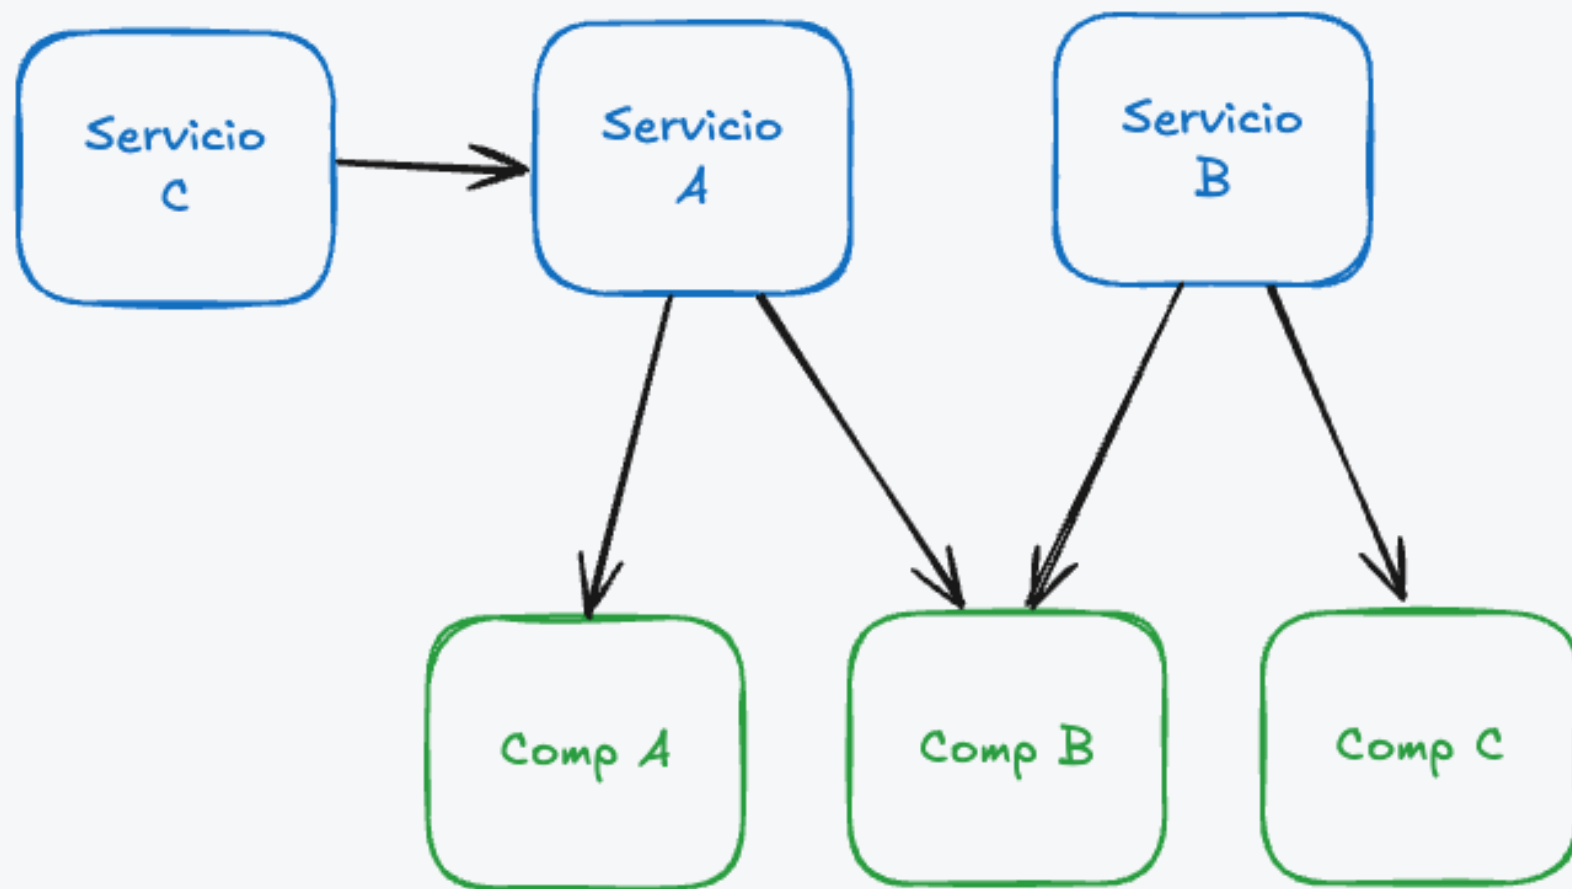 Servicio
C
Servicio
A
Servicio
B
Comp A
Comp B
Comp C